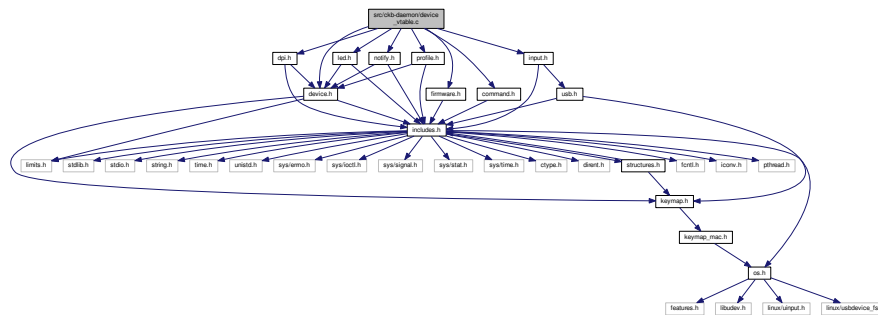 src/ckb-daemon/device
_vtable.c
dpi.h
led.h
notify.h
profile.h
input.h
device.h
firmware.h
command.h
usb.h
includes.h
limits.h
stdlib.h
stdio.h
string.h
time.h
unistd.h
sys/errno.h
sys/ioctl.h
sys/signal.h
sys/stat.h
sys/time.h
ctype.h
dirent.h
structures.h
fcntl.h
iconv.h
pthread.h
keymap.h
keymap_mac.h
os.h
features.h
libudev.h
linux/uinput.h
linux/usbdevice_fs